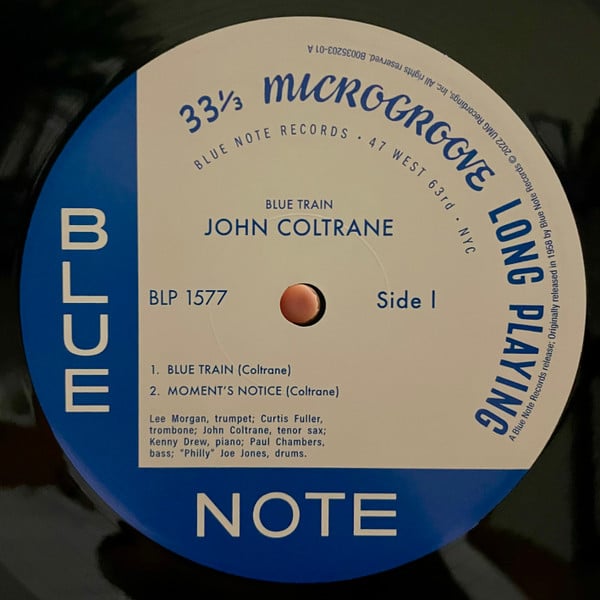 33⅓ MICROGROOVE LONG PLAYING
BLUE NOTE RECORDS • 47 WEST 63rd • NYC
A Blue Note Records release; Originally released in 1958 by Blue Note Records © 2022 UMG Recordings, Inc. All rights reserved. B0035203-01 A
BLUE TRAIN
JOHN COLTRANE
BLP 1577
Side 1
1. BLUE TRAIN (Coltrane)
2. MOMENT'S NOTICE (Coltrane)
Lee Morgan, trumpet; Curtis Fuller,
trombone; John Coltrane, tenor sax;
Kenny Drew, piano; Paul Chambers,
bass; "Philly" Joe Jones, drums.
BLUE
NOTE